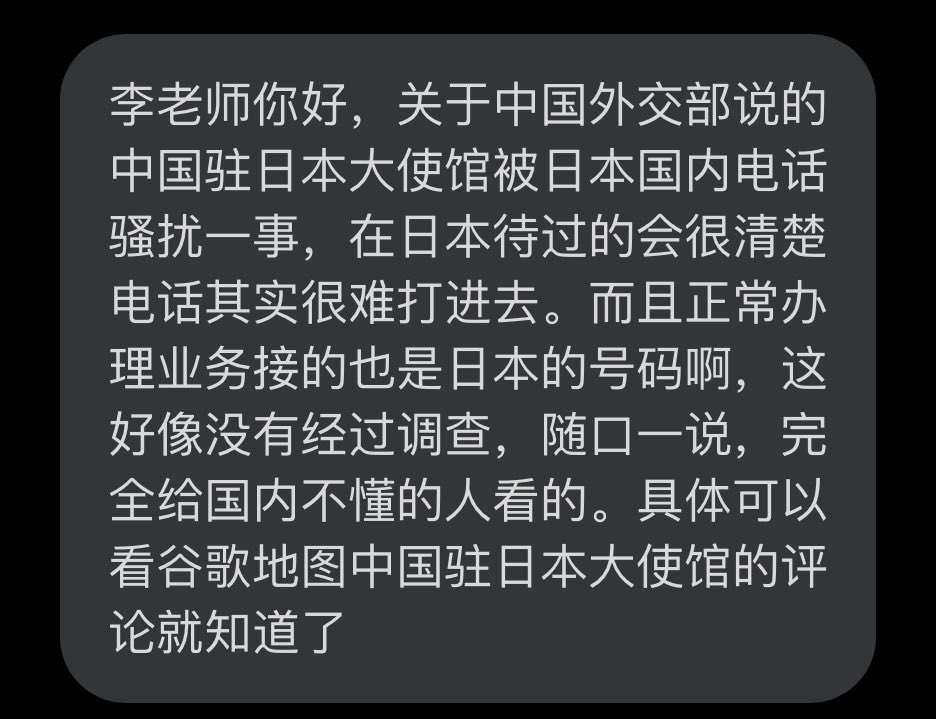 李老师你好，关于中国外交部说的
中国驻日本大使馆被日本国内电话
骚扰一事，在日本待过的会很清楚
电话其实很难打进去。而且正常办
理业务接的也是日本的号码啊，这
好像没有经过调查，随口一说，完
全给国内不懂的人看的。具体可以
看谷歌地图中国驻日本大使馆的评
论就知道了